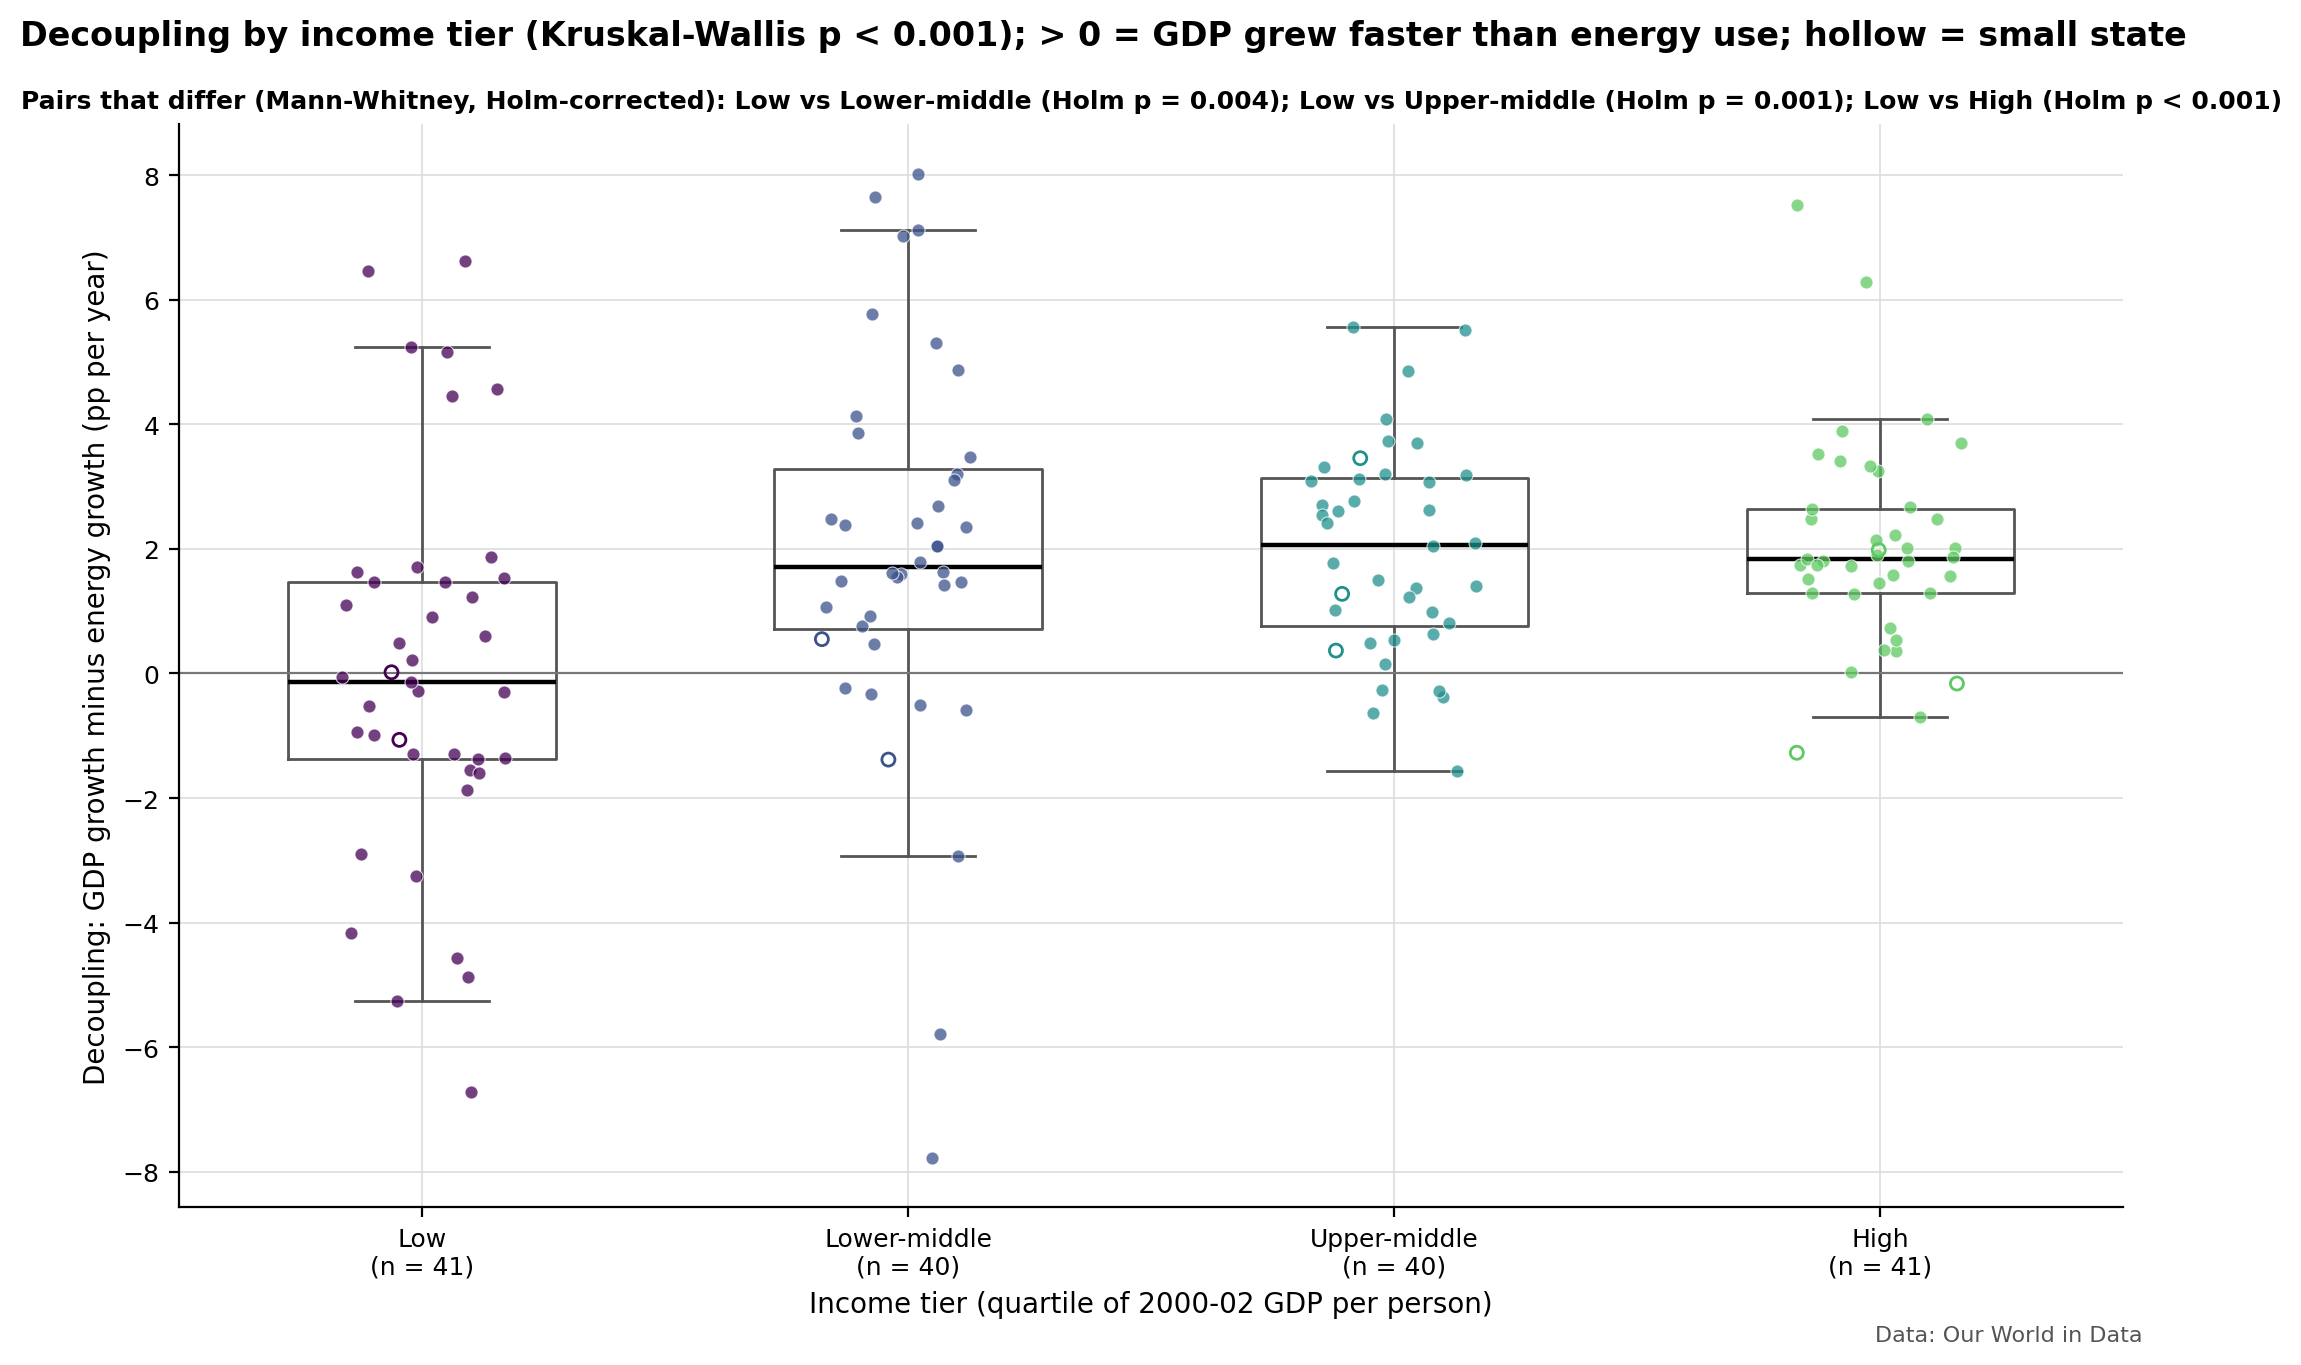 Decoupling by income tier (Kruskal-Wallis p < 0.001); > 0 = GDP grew faster than energy use; hollow = small state
Pairs that differ (Mann-Whitney, Holm-corrected): Low vs Lower-middle (Holm p = 0.004); Low vs Upper-middle (Holm p = 0.001); Low vs High (Holm p < 0.001)
Decoupling: GDP growth minus energy growth (pp per year)
8
6
4
2
0
−2
−4
−6
−8
Low
(n = 41)
Lower-middle
(n = 40)
Upper-middle
(n = 40)
High
(n = 41)
Income tier (quartile of 2000-02 GDP per person)
Data: Our World in Data